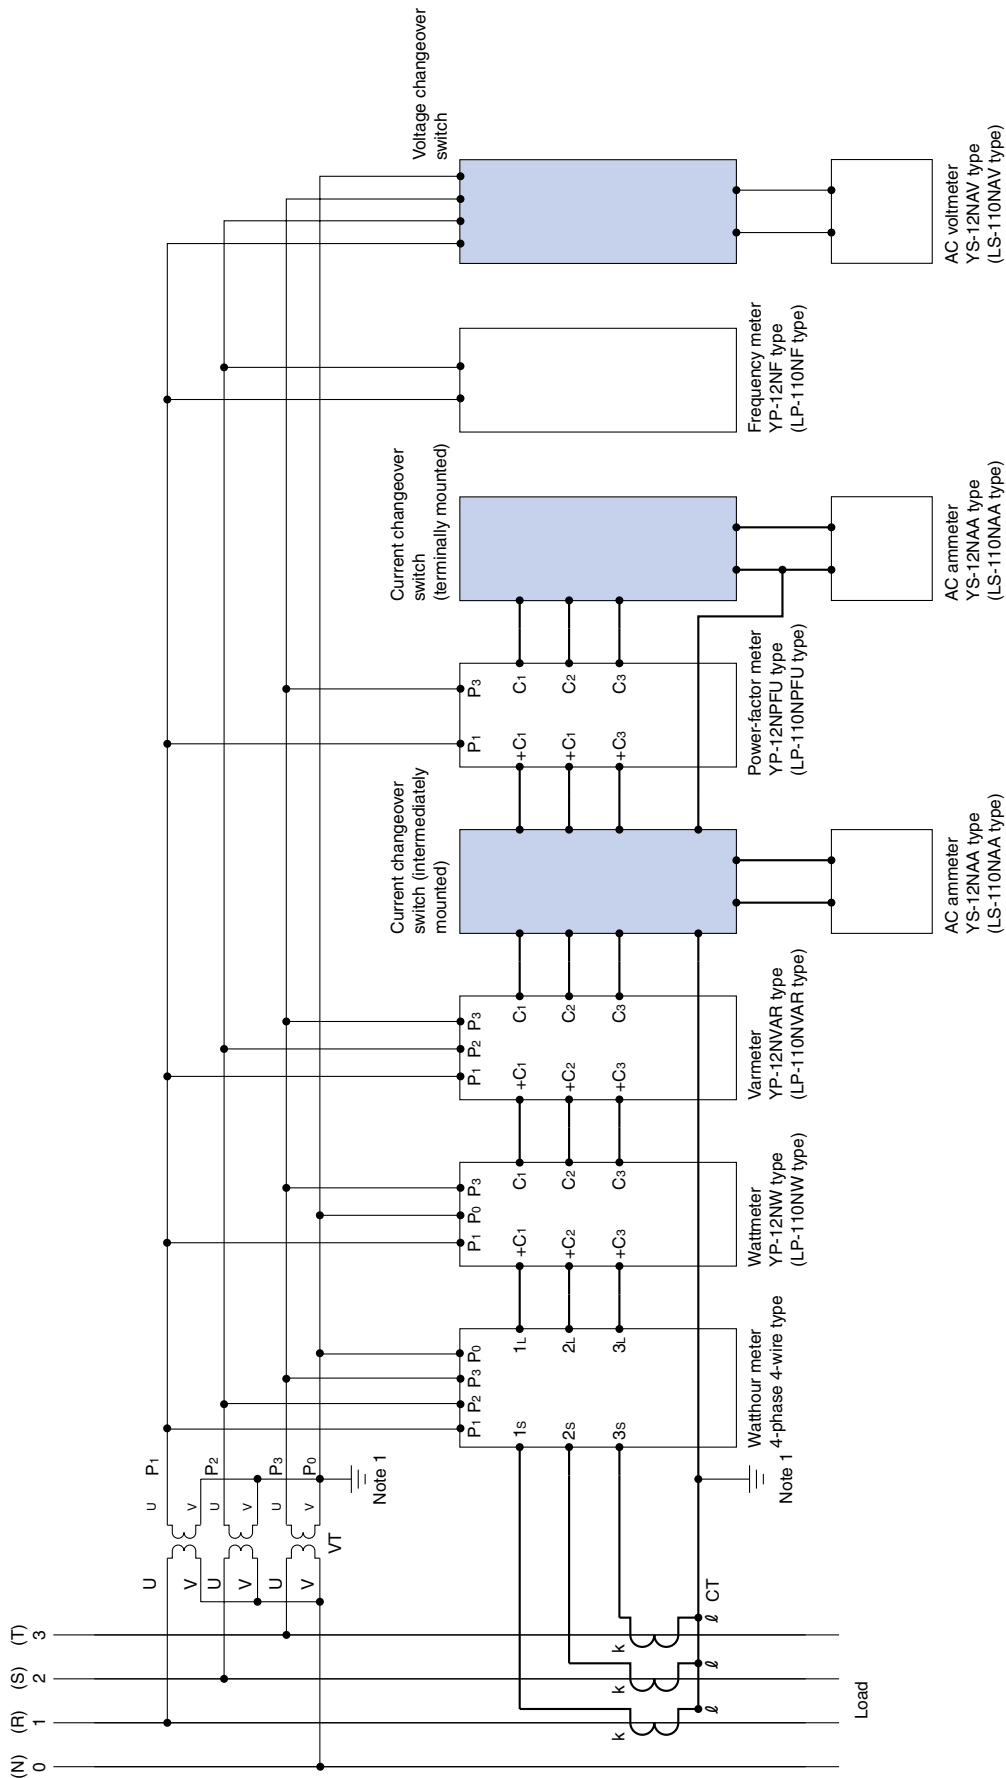 (N) (R) (S) (T)
0 1 2 3
U U P1
V V
U U P2
V V
U U P3
V V P0
VT
Note 1
Voltage changeover
switch
Current changeover
switch (intermediately
mounted)
Current changeover
switch
(terminally mounted)
P1 P2 P3 P0
P1 P0 P3
P1 P2 P3
P1 P3
1S 1L
2S 2L
3S 3L
+C1 C1
+C2 C2
+C3 C3
+C1 C1
+C2 C2
+C3 C3
+C1 C1
+C1 C2
+C3 C3
k k k
ℓ ℓ ℓ
CT
Note 1
Load
Watthour meter
4-phase 4-wire type
Wattmeter
YP-12NW type
(LP-110NW type)
Varmeter
YP-12NVAR type
(LP-110NVAR type)
Power-factor meter
YP-12NPFU type
(LP-110NPFU type)
Frequency meter
YP-12NF type
(LP-110NF type)
AC ammeter
YS-12NAA type
(LS-110NAA type)
AC ammeter
YS-12NAA type
(LS-110NAA type)
AC voltmeter
YS-12NAV type
(LS-110NAV type)